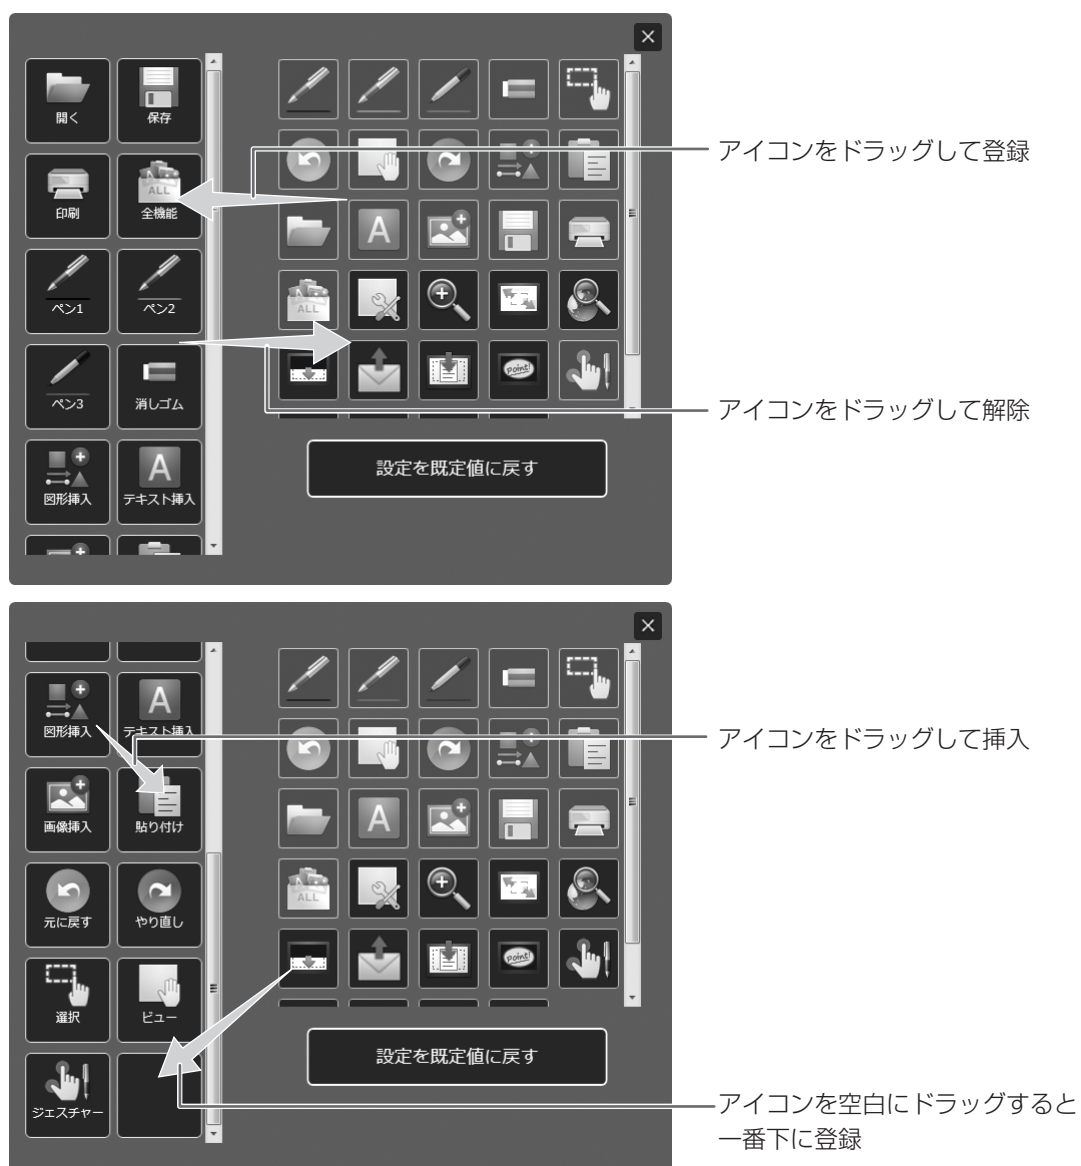 開く
保存
印刷
ALL
全機能
ペン1
ペン2
ペン3
消しゴム
図形挿入
A
テキスト挿入
A
ALL
point!
設定を既定値に戻す
アイコンをドラッグして登録
アイコンをドラッグして解除
図形挿入
A
テキスト挿入
画像挿入
貼り付け
元に戻す
やり直し
選択
ビュー
ジェスチャー
A
ALL
point!
設定を既定値に戻す
アイコンをドラッグして挿入
アイコンを空白にドラッグすると
一番下に登録